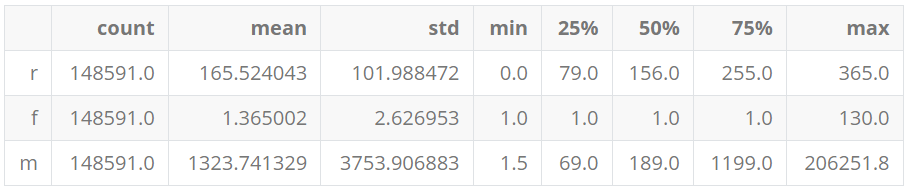 count mean std min 25% 50% 75% max
r 148591.0 165.524043 101.988472 0.0 79.0 156.0 255.0 365.0
f 148591.0 1.365002 2.626953 1.0 1.0 1.0 1.0 130.0
m 148591.0 1323.741329 3753.906883 1.5 69.0 189.0 1199.0 206251.8